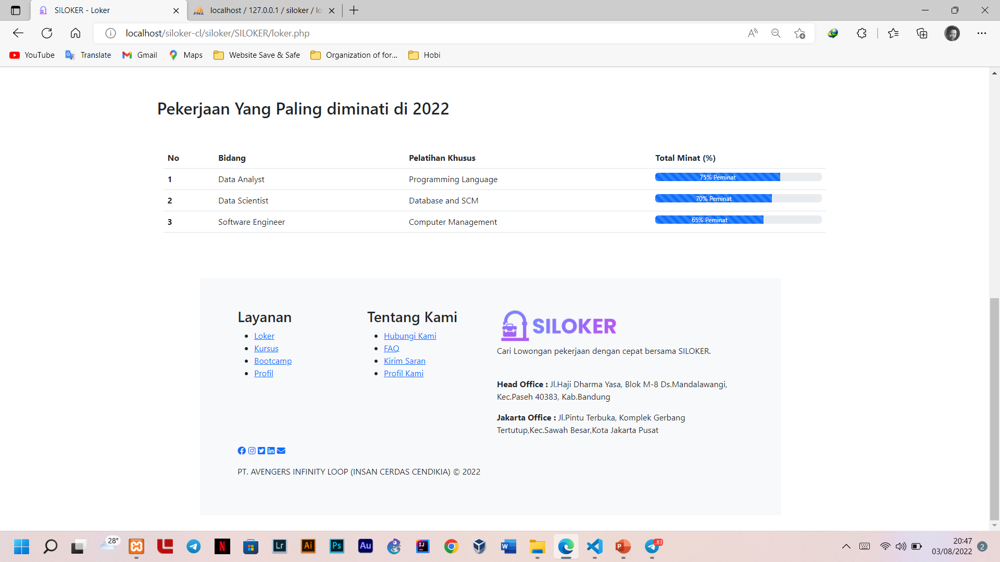 SILOKER - Loker
localhost / 127.0.0.1 / siloker / lo
localhost/siloker-cl/siloker/SILOKER/loker.php
YouTube Translate Gmail Maps Website Save & Safe Organization of for... Hobi
Pekerjaan Yang Paling diminati di 2022
No Bidang Pelatihan Khusus Total Minat (%)
1 Data Analyst Programming Language 75% Peminat
2 Data Scientist Database and SCM 70% Peminat
3 Software Engineer Computer Management 65% Peminat
Layanan
Loker
Kursus
Bootcamp
Profil
Tentang Kami
Hubungi Kami
FAQ
Kirim Saran
Profil Kami
SILOKER
Cari Lowongan pekerjaan dengan cepat bersama SILOKER.
Head Office : Jl.Haji Dharma Yasa, Blok M-8 Ds.Mandalawangi,
Kec.Paseh 40383, Kab.Bandung
Jakarta Office : Jl.Pintu Terbuka, Komplek Gerbang
Tertutup,Kec.Sawah Besar,Kota Jakarta Pusat
PT. AVENGERS INFINITY LOOP (INSAN CERDAS CENDIKIA) © 2022
28°
Lr
Ai
Ps
Au
IJ
W
P
83
20:47
03/08/2022
2